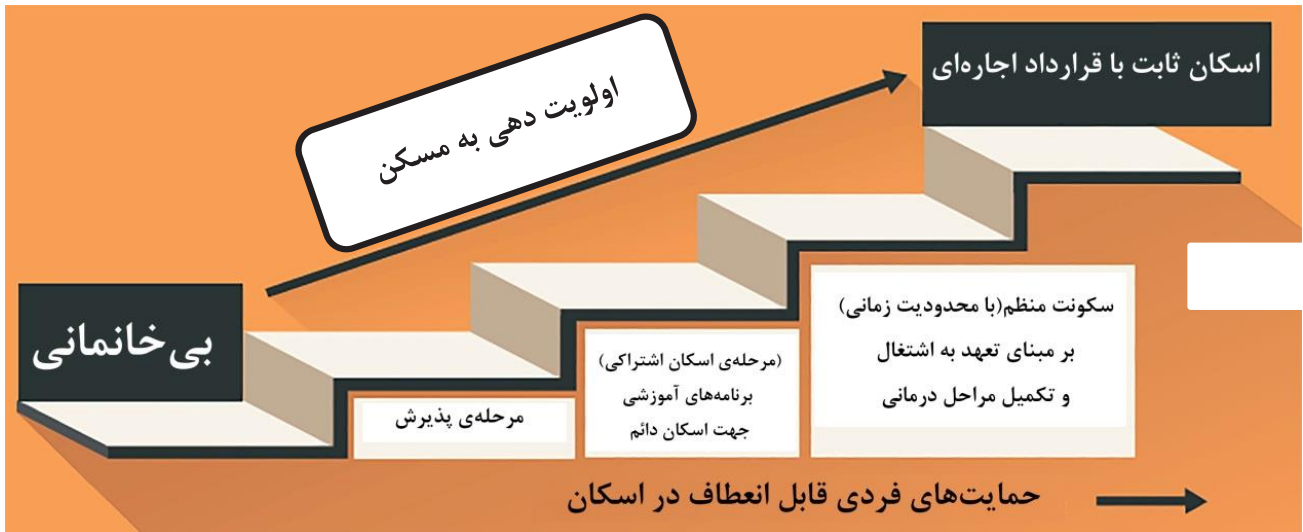 اسکان ثابت با قرارداد اجاره‌ای
اولویت دهی به مسکن
بی‌خانمانی
مرحله‌ی پذیرش
(مرحله‌ی اسکان اشتراکی)
برنامه‌های آموزشی
جهت اسکان دائم
سکونت منظم(با محدودیت زمانی)
بر مبنای تعهد به اشتغال
و تکمیل مراحل درمانی
حمایت‌های فردی قابل انعطاف در اسکان